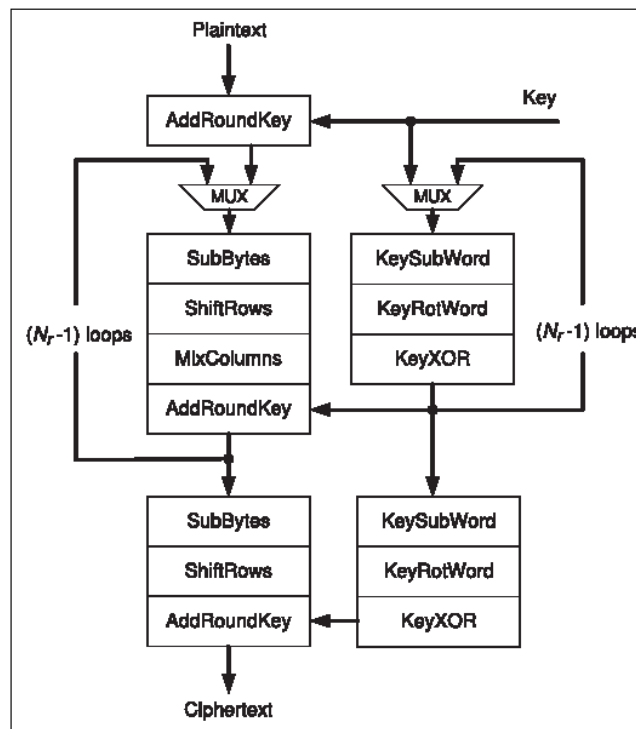 Plaintext
Key
AddRoundKey
MUX
MUX
SubBytes
KeySubWord
ShiftRows
KeyRotWord
(Nr-1) loops
(Nr-1) loops
MixColumns
KeyXOR
AddRoundKey
SubBytes
KeySubWord
ShiftRows
KeyRotWord
AddRoundKey
KeyXOR
Ciphertext